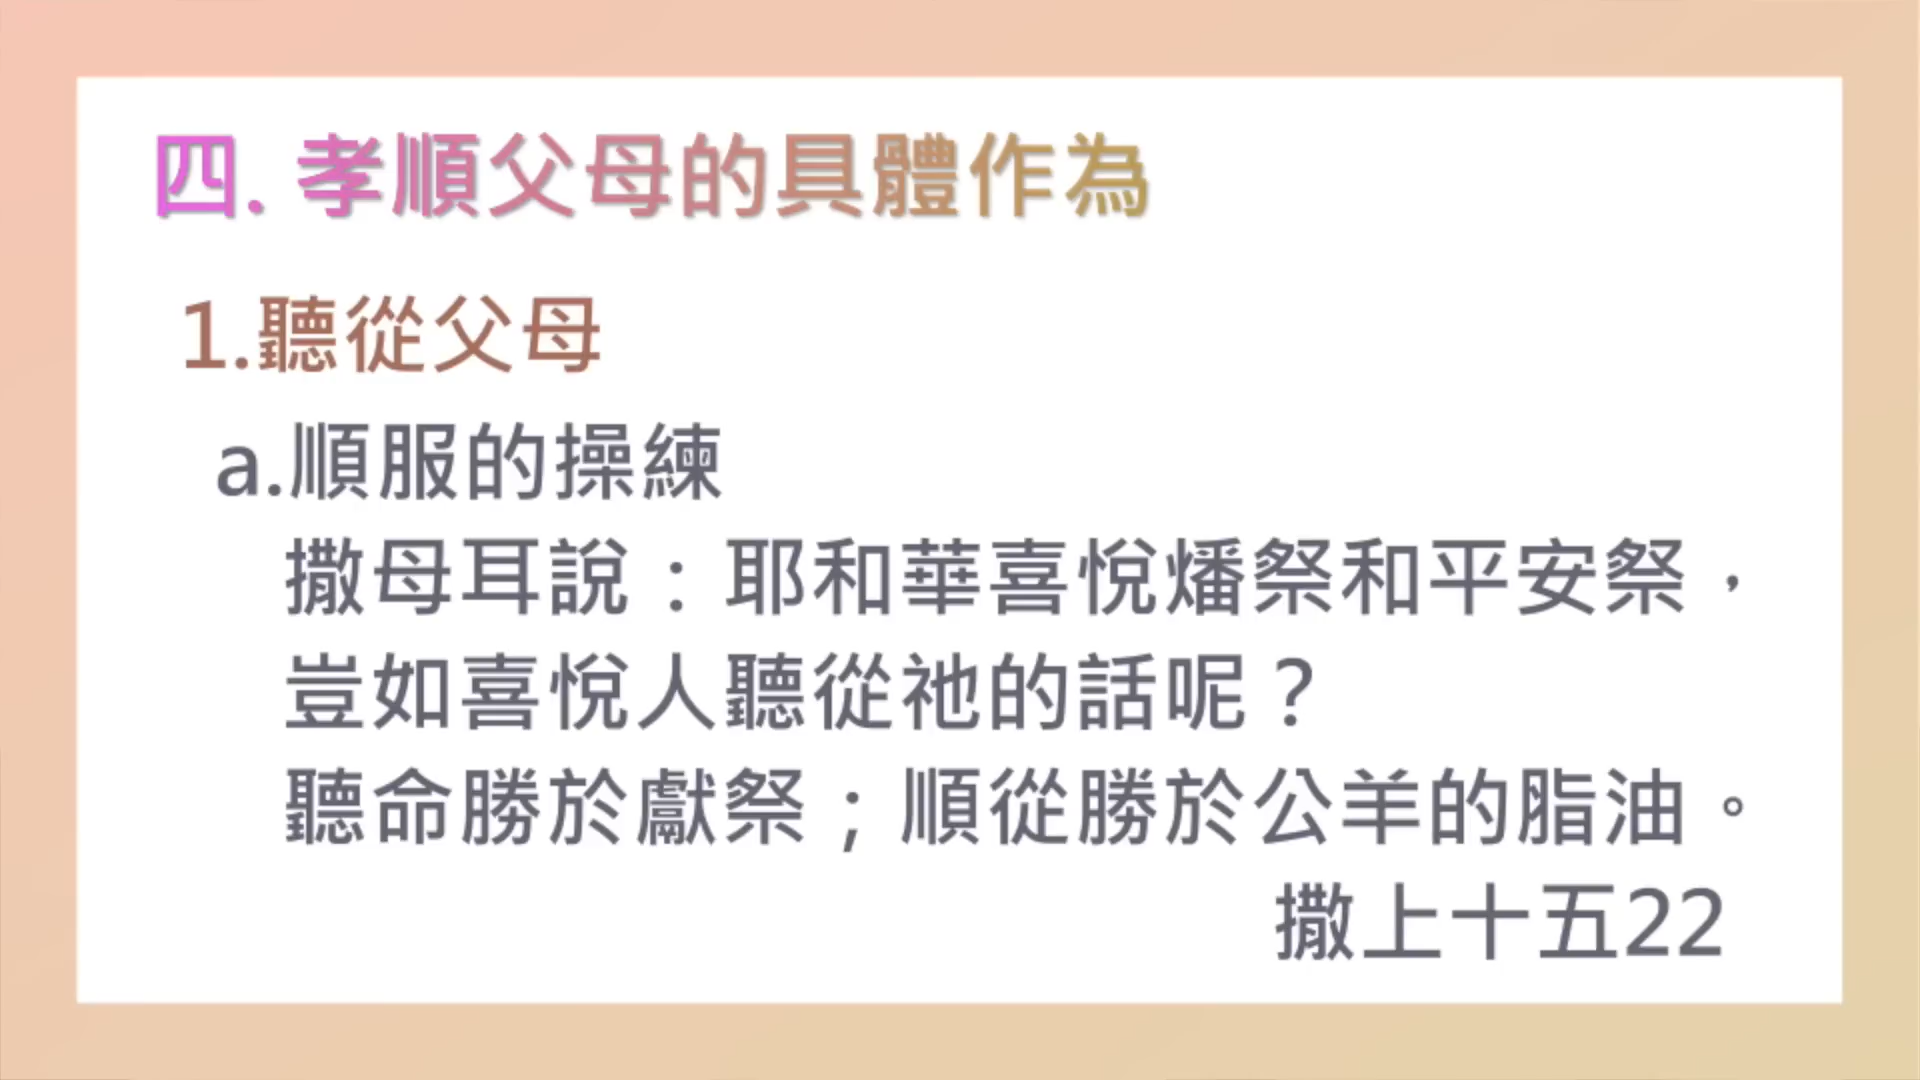 四. 孝順父母的具體作為
1.聽從父母
a.順服的操練
撒母耳說：耶和華喜悅燔祭和平安祭，
豈如喜悅人聽從祂的話呢？
聽命勝於獻祭；順從勝於公羊的脂油。
撒上十五22